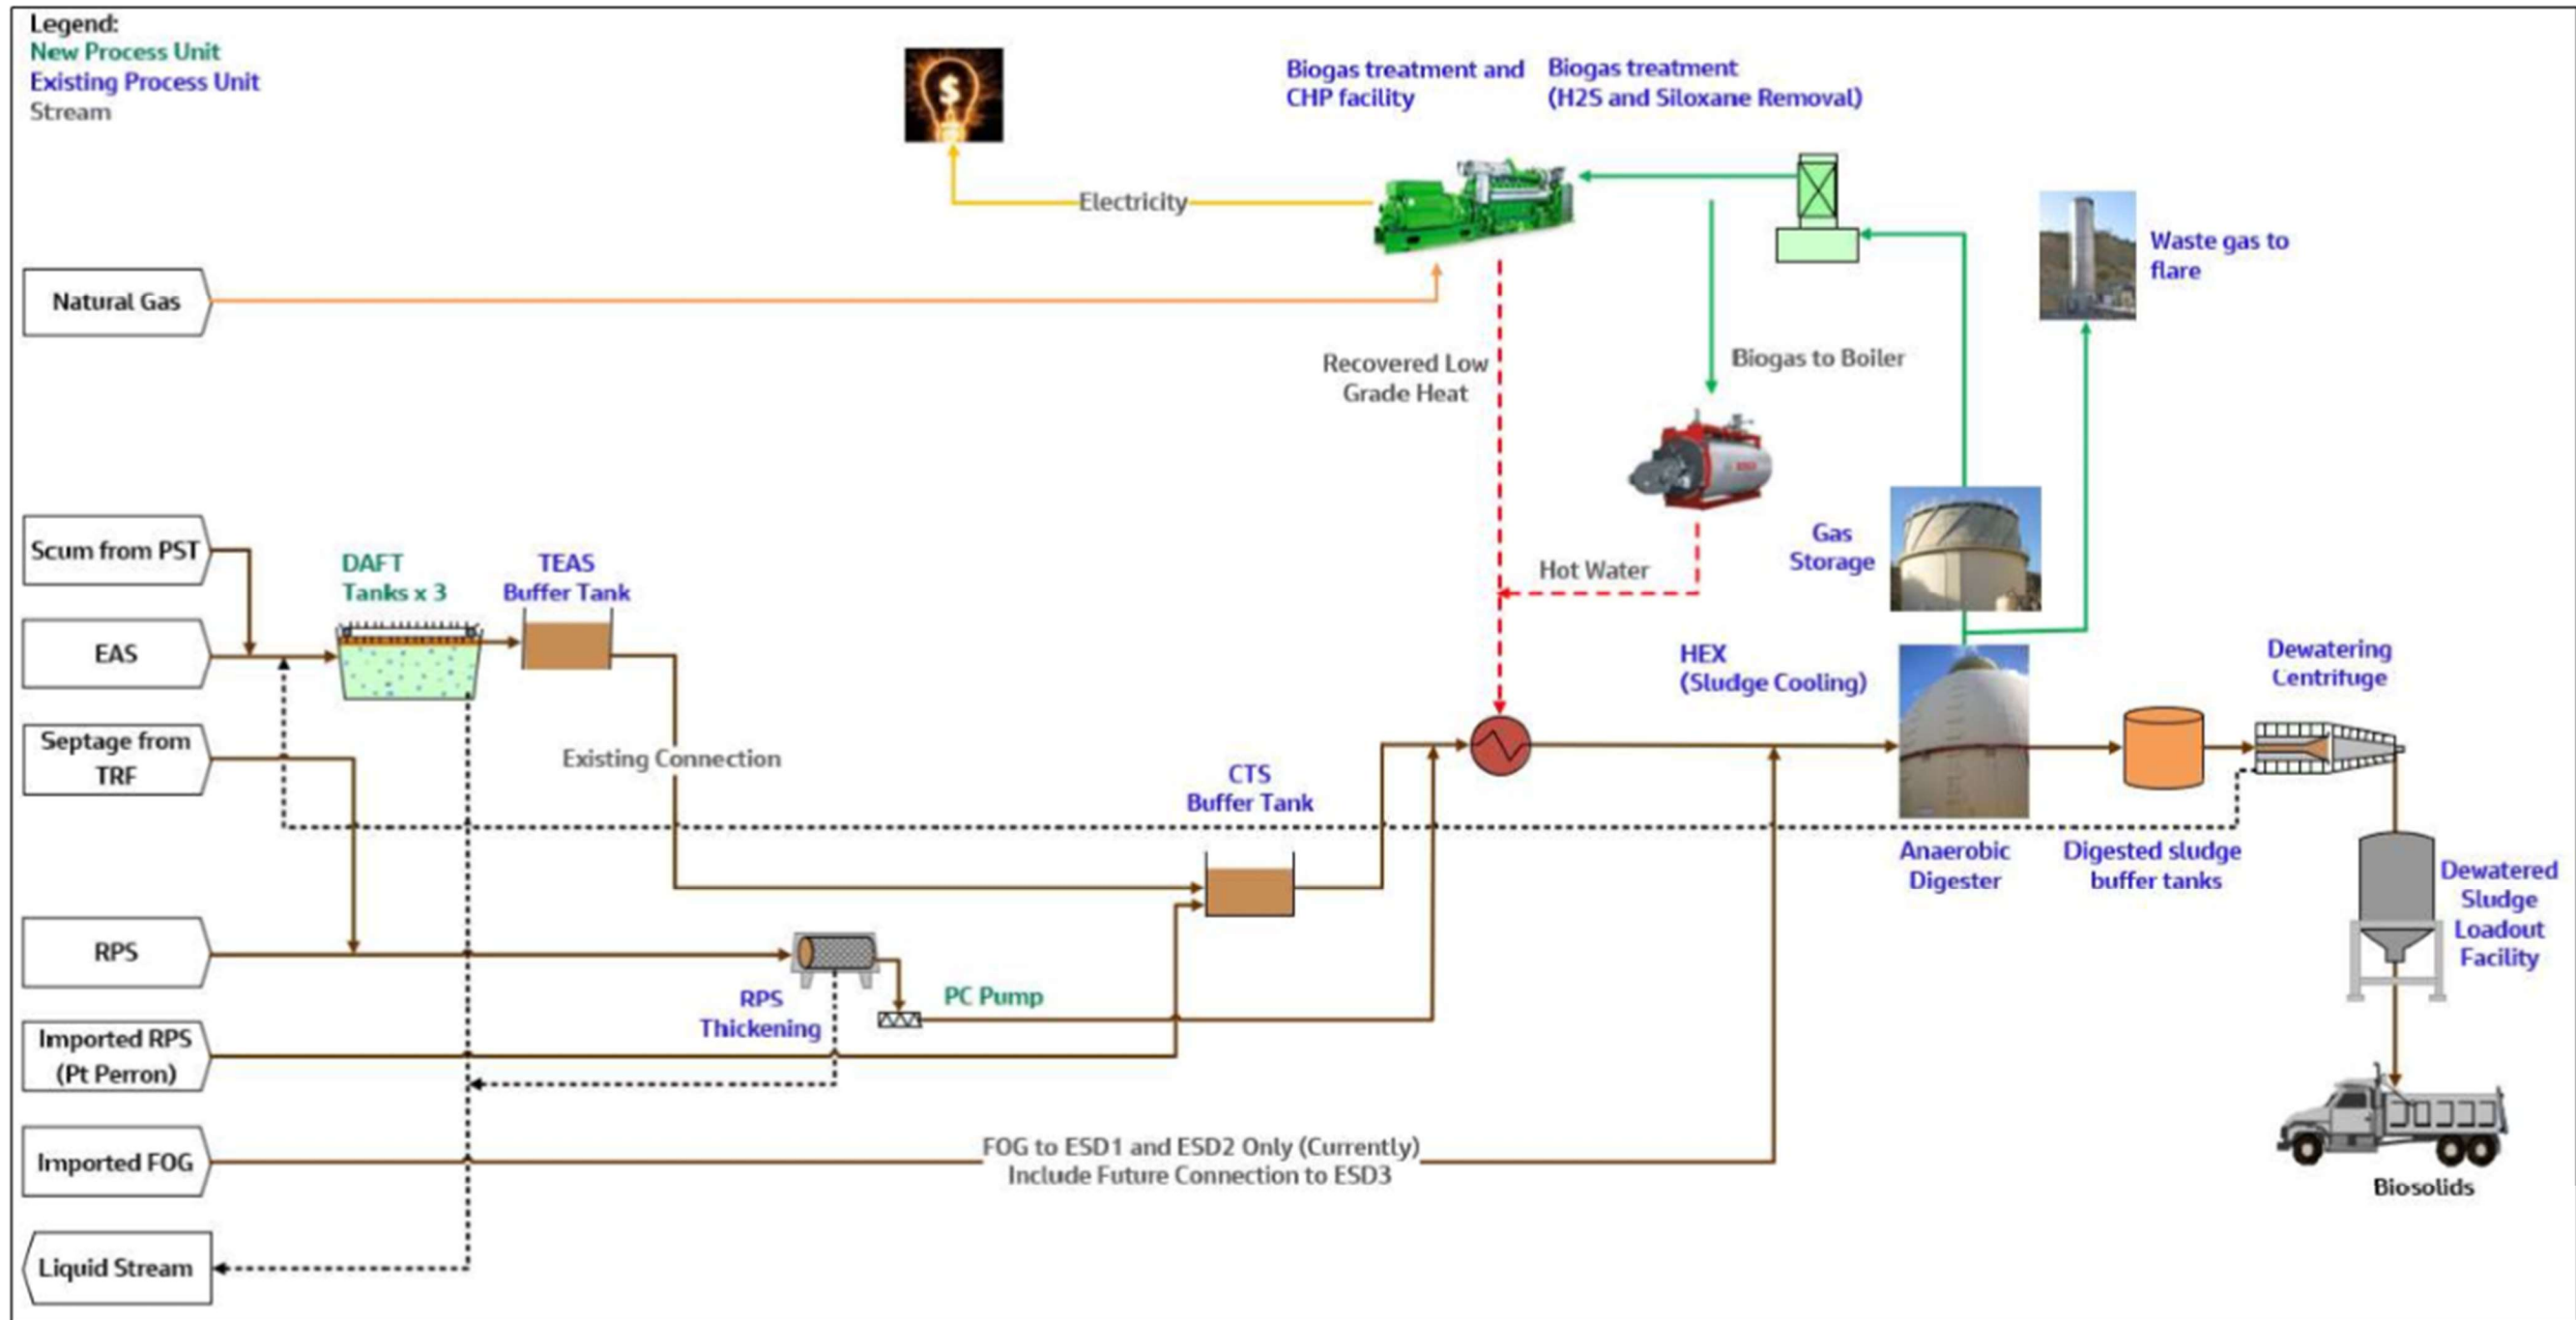 Legend:
New Process Unit
Existing Process Unit
Stream
Biogas treatment and
CHP facility
Biogas treatment
(H2S and Siloxane Removal)
$
Electricity
Waste gas to
flare
Natural Gas
Recovered Low
Grade Heat
Biogas to Boiler
Scum from PST
DAFT
Tanks x 3
TEAS
Buffer Tank
Gas
Storage
Hot Water
EAS
HEX
(Sludge Cooling)
Dewatering
Centrifuge
Septage from
TRF
Existing Connection
CTS
Buffer Tank
Anaerobic
Digester
Digested sludge
buffer tanks
Dewatered
Sludge
Loadout
Facility
RPS
RPS
Thickening
PC Pump
Imported RPS
(Pt Perron)
Imported FOG
FOG to ESD1 and ESD2 Only (Currently)
Include Future Connection to ESD3
Biosolids
Liquid Stream